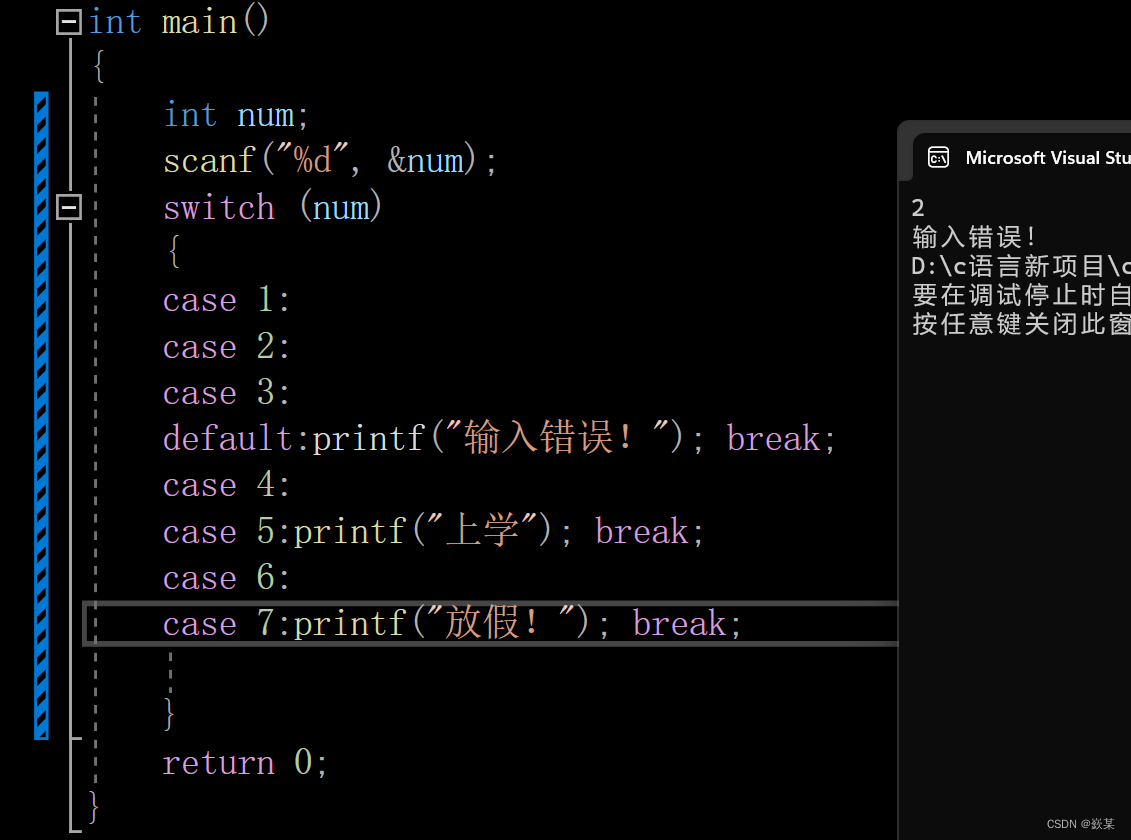 int main()
{
int num;
scanf("%d", &num);
switch (num)
{
case 1:
case 2:
case 3:
default:printf("输入错误！"); break;
case 4:
case 5:printf("上学"); break;
case 6:
case 7:printf("放假！"); break;
}
return 0;
}
Microsoft Visual Stu
2
输入错误！
D:\c语言新项目\c
要在调试停止时自
按任意键关闭此窗
CSDN @嶔某